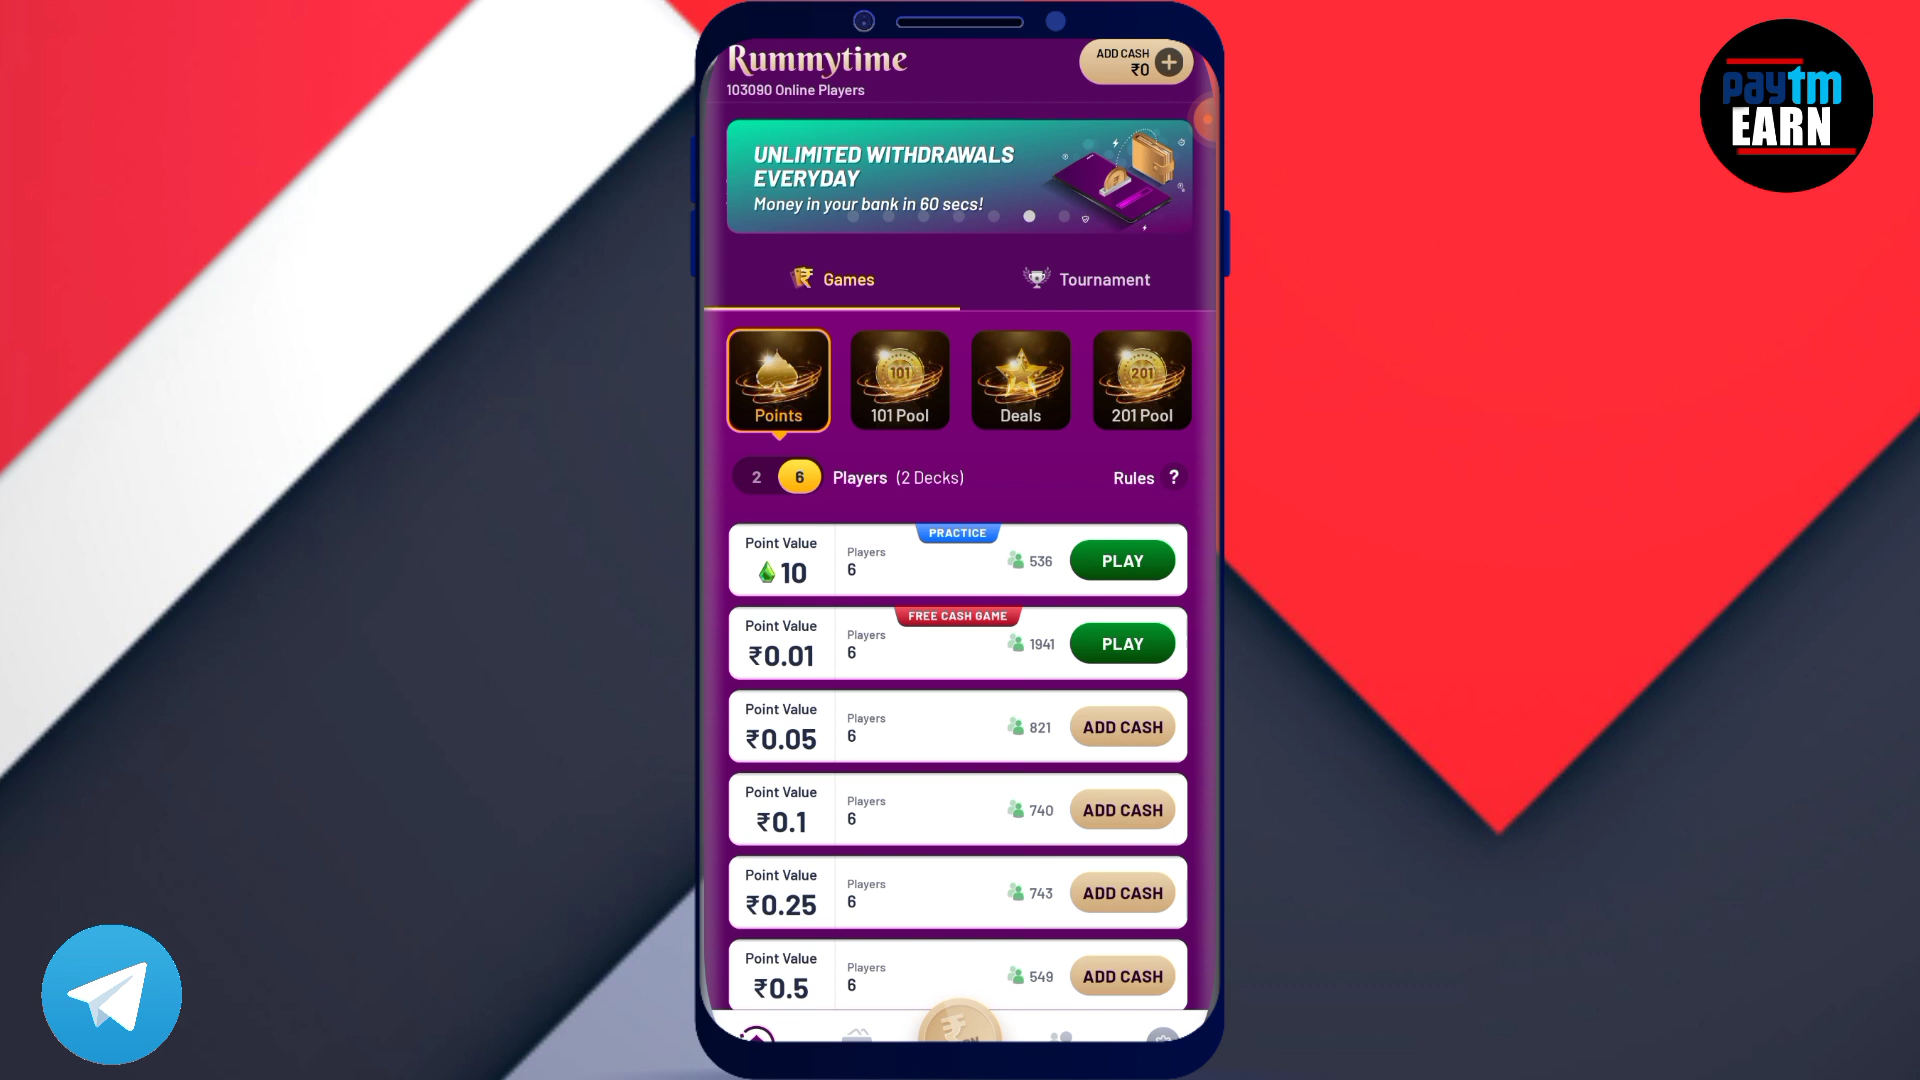 Rummytime
ADD CASH
₹0
103090 Online Players
paytm
EARN
UNLIMITED WITHDRAWALS
EVERYDAY
Money in your bank in 60 secs!
Games
Tournament
101
201
Points
101 Pool
Deals
201 Pool
2 6 Players (2 Decks)
Rules ?
PRACTICE
Point Value
10
Players
6
536
PLAY
FREE CASH GAME
Point Value
₹0.01
Players
6
1941
PLAY
Point Value
₹0.05
Players
6
821
ADD CASH
Point Value
₹0.1
Players
6
740
ADD CASH
Point Value
₹0.25
Players
6
743
ADD CASH
Point Value
₹0.5
Players
6
549
ADD CASH
₹